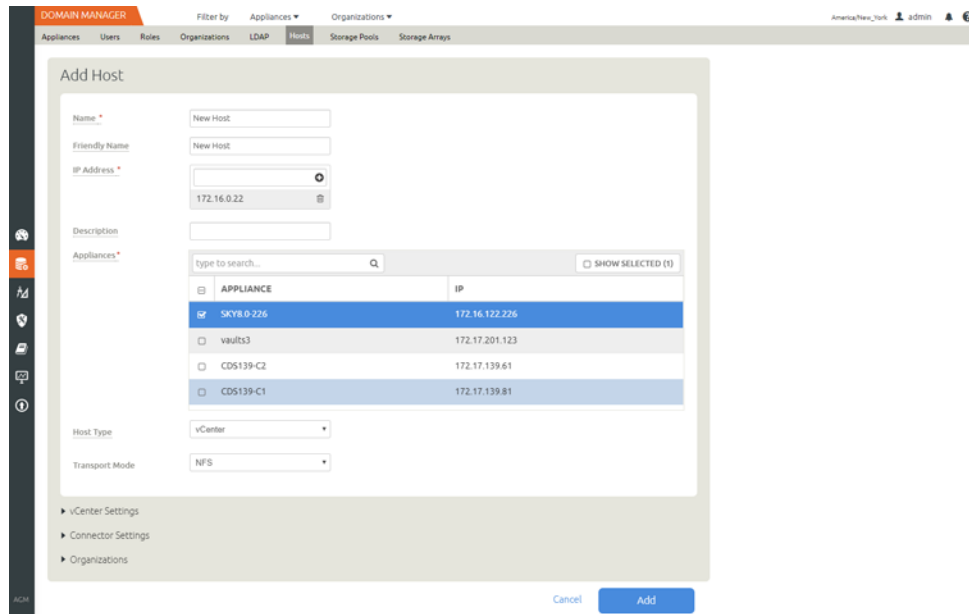 DOMAIN MANAGER Filter by Appliances ▾ Organizations ▾ America/New_York admin
Appliances Users Roles Organizations LDAP Hosts Storage Pools Storage Arrays
Add Host
Name * New Host
Friendly Name New Host
IP Address *
172.16.0.22
Description
Appliances *
type to search... SHOW SELECTED (1)
APPLIANCE IP
SKY8.0-226 172.16.122.226
vaults3 172.17.201.123
CDS139-C2 172.17.139.61
CDS139-C1 172.17.139.81
Host Type vCenter
Transport Mode NFS
vCenter Settings
Connector Settings
Organizations
AGM Cancel Add